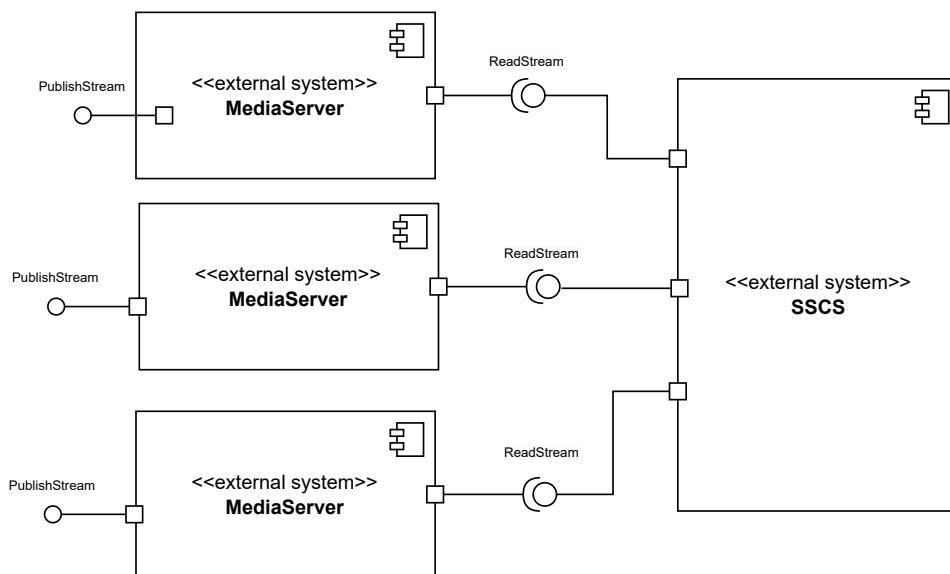 PublishStream
<<external system>>
MediaServer
ReadStream
PublishStream
<<external system>>
MediaServer
ReadStream
<<external system>>
SSCS
PublishStream
<<external system>>
MediaServer
ReadStream